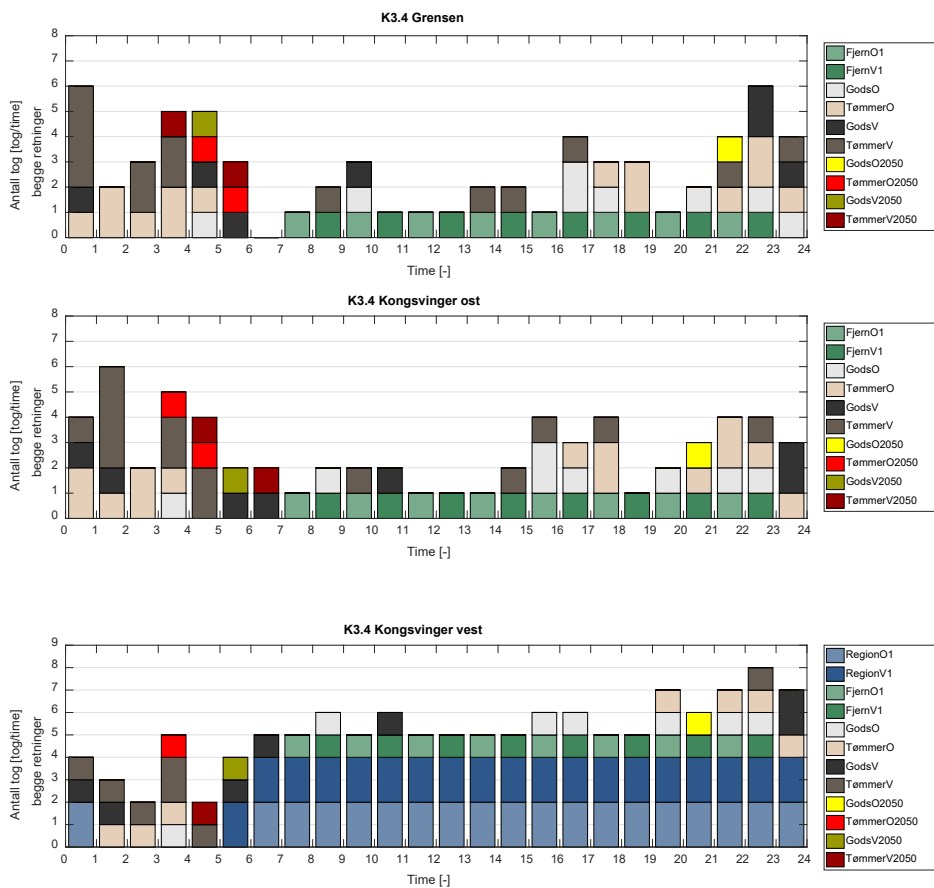 K3.4 Grensen
Antall tog [tog/time]
begge retninger
8
7
6
5
4
3
2
1
0
0 1 2 3 4 5 6 7 8 9 10 11 12 13 14 15 16 17 18 19 20 21 22 23 24
Time [-]
FjernO1
FjernV1
GodsO
TømmerO
GodsV
TømmerV
GodsO2050
TømmerO2050
GodsV2050
TømmerV2050
K3.4 Kongsvinger ost
Antall tog [tog/time]
begge retninger
8
7
6
5
4
3
2
1
0
0 1 2 3 4 5 6 7 8 9 10 11 12 13 14 15 16 17 18 19 20 21 22 23 24
Time [-]
FjernO1
FjernV1
GodsO
TømmerO
GodsV
TømmerV
GodsO2050
TømmerO2050
GodsV2050
TømmerV2050
K3.4 Kongsvinger vest
Antall tog [tog/time]
begge retninger
9
8
7
6
5
4
3
2
1
0
0 1 2 3 4 5 6 7 8 9 10 11 12 13 14 15 16 17 18 19 20 21 22 23 24
Time [-]
RegionO1
RegionV1
FjernO1
FjernV1
GodsO
TømmerO
GodsV
TømmerV
GodsO2050
TømmerO2050
GodsV2050
TømmerV2050